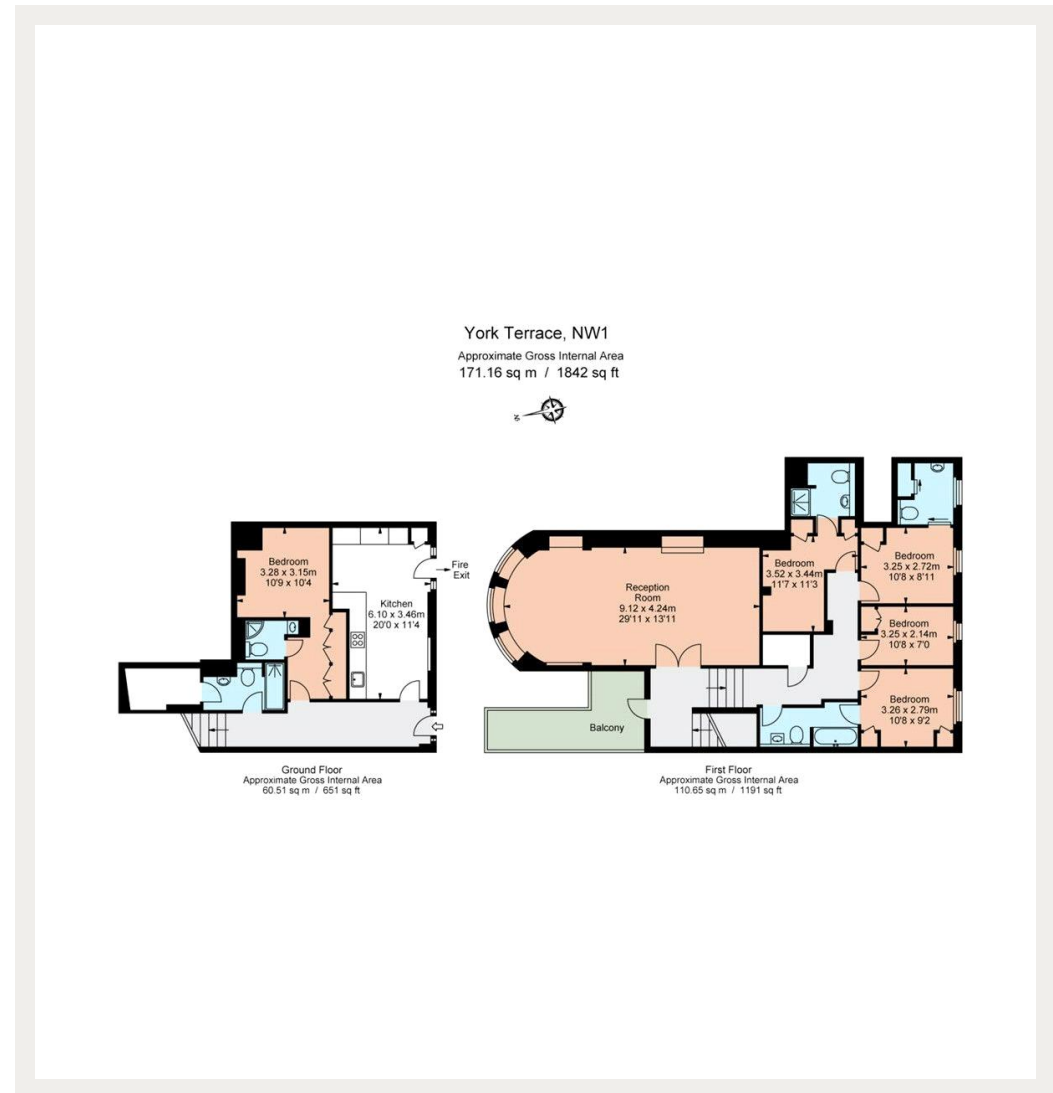 York Terrace, NW1
Approximate Gross Internal Area
171.16 sq m / 1842 sq ft
N
Bedroom
3.28 x 3.15m
10'9 x 10'4
Kitchen
6.10 x 3.46m
20'0 x 11'4
Fire
Exit
Ground Floor
Approximate Gross Internal Area
60.51 sq m / 651 sq ft
Reception
Room
9.12 x 4.24m
29'11 x 13'11
Bedroom
3.52 x 3.44m
11'7 x 11'3
Bedroom
3.25 x 2.72m
10'8 x 8'11
Bedroom
3.25 x 2.14m
10'8 x 7'0
Bedroom
3.26 x 2.79m
10'8 x 9'2
Balcony
First Floor
Approximate Gross Internal Area
110.65 sq m / 1191 sq ft